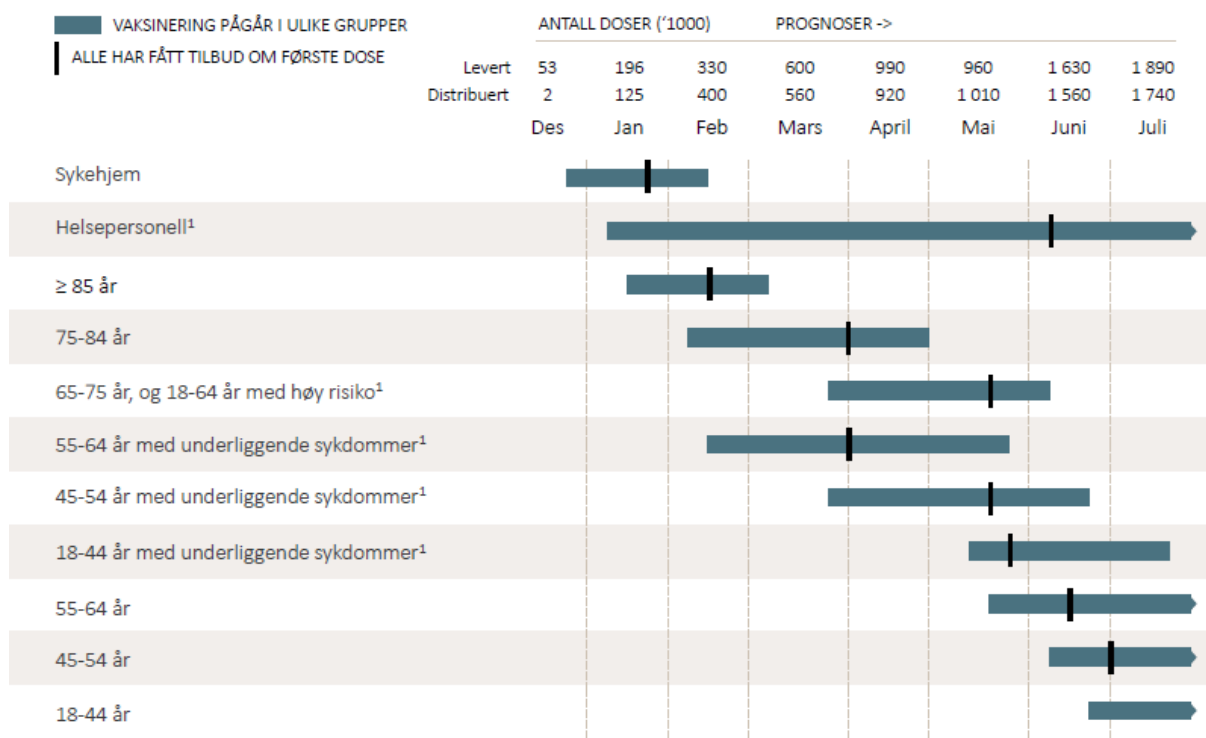 VAKSINERING PÅGÅR I ULIKE GRUPPER
ALLE HAR FÅTT TILBUD OM FØRSTE DOSE
ANTALL DOSER ('1000) PROGNOSER ->
Levert 53 196 330 600 990 960 1 630 1 890
Distribuert 2 125 400 560 920 1 010 1 560 1 740
Des Jan Feb Mars April Mai Juni Juli
Sykehjem
Helsepersonell¹
≥ 85 år
75-84 år
65-75 år, og 18-64 år med høy risiko¹
55-64 år med underliggende sykdommer¹
45-54 år med underliggende sykdommer¹
18-44 år med underliggende sykdommer¹
55-64 år
45-54 år
18-44 år